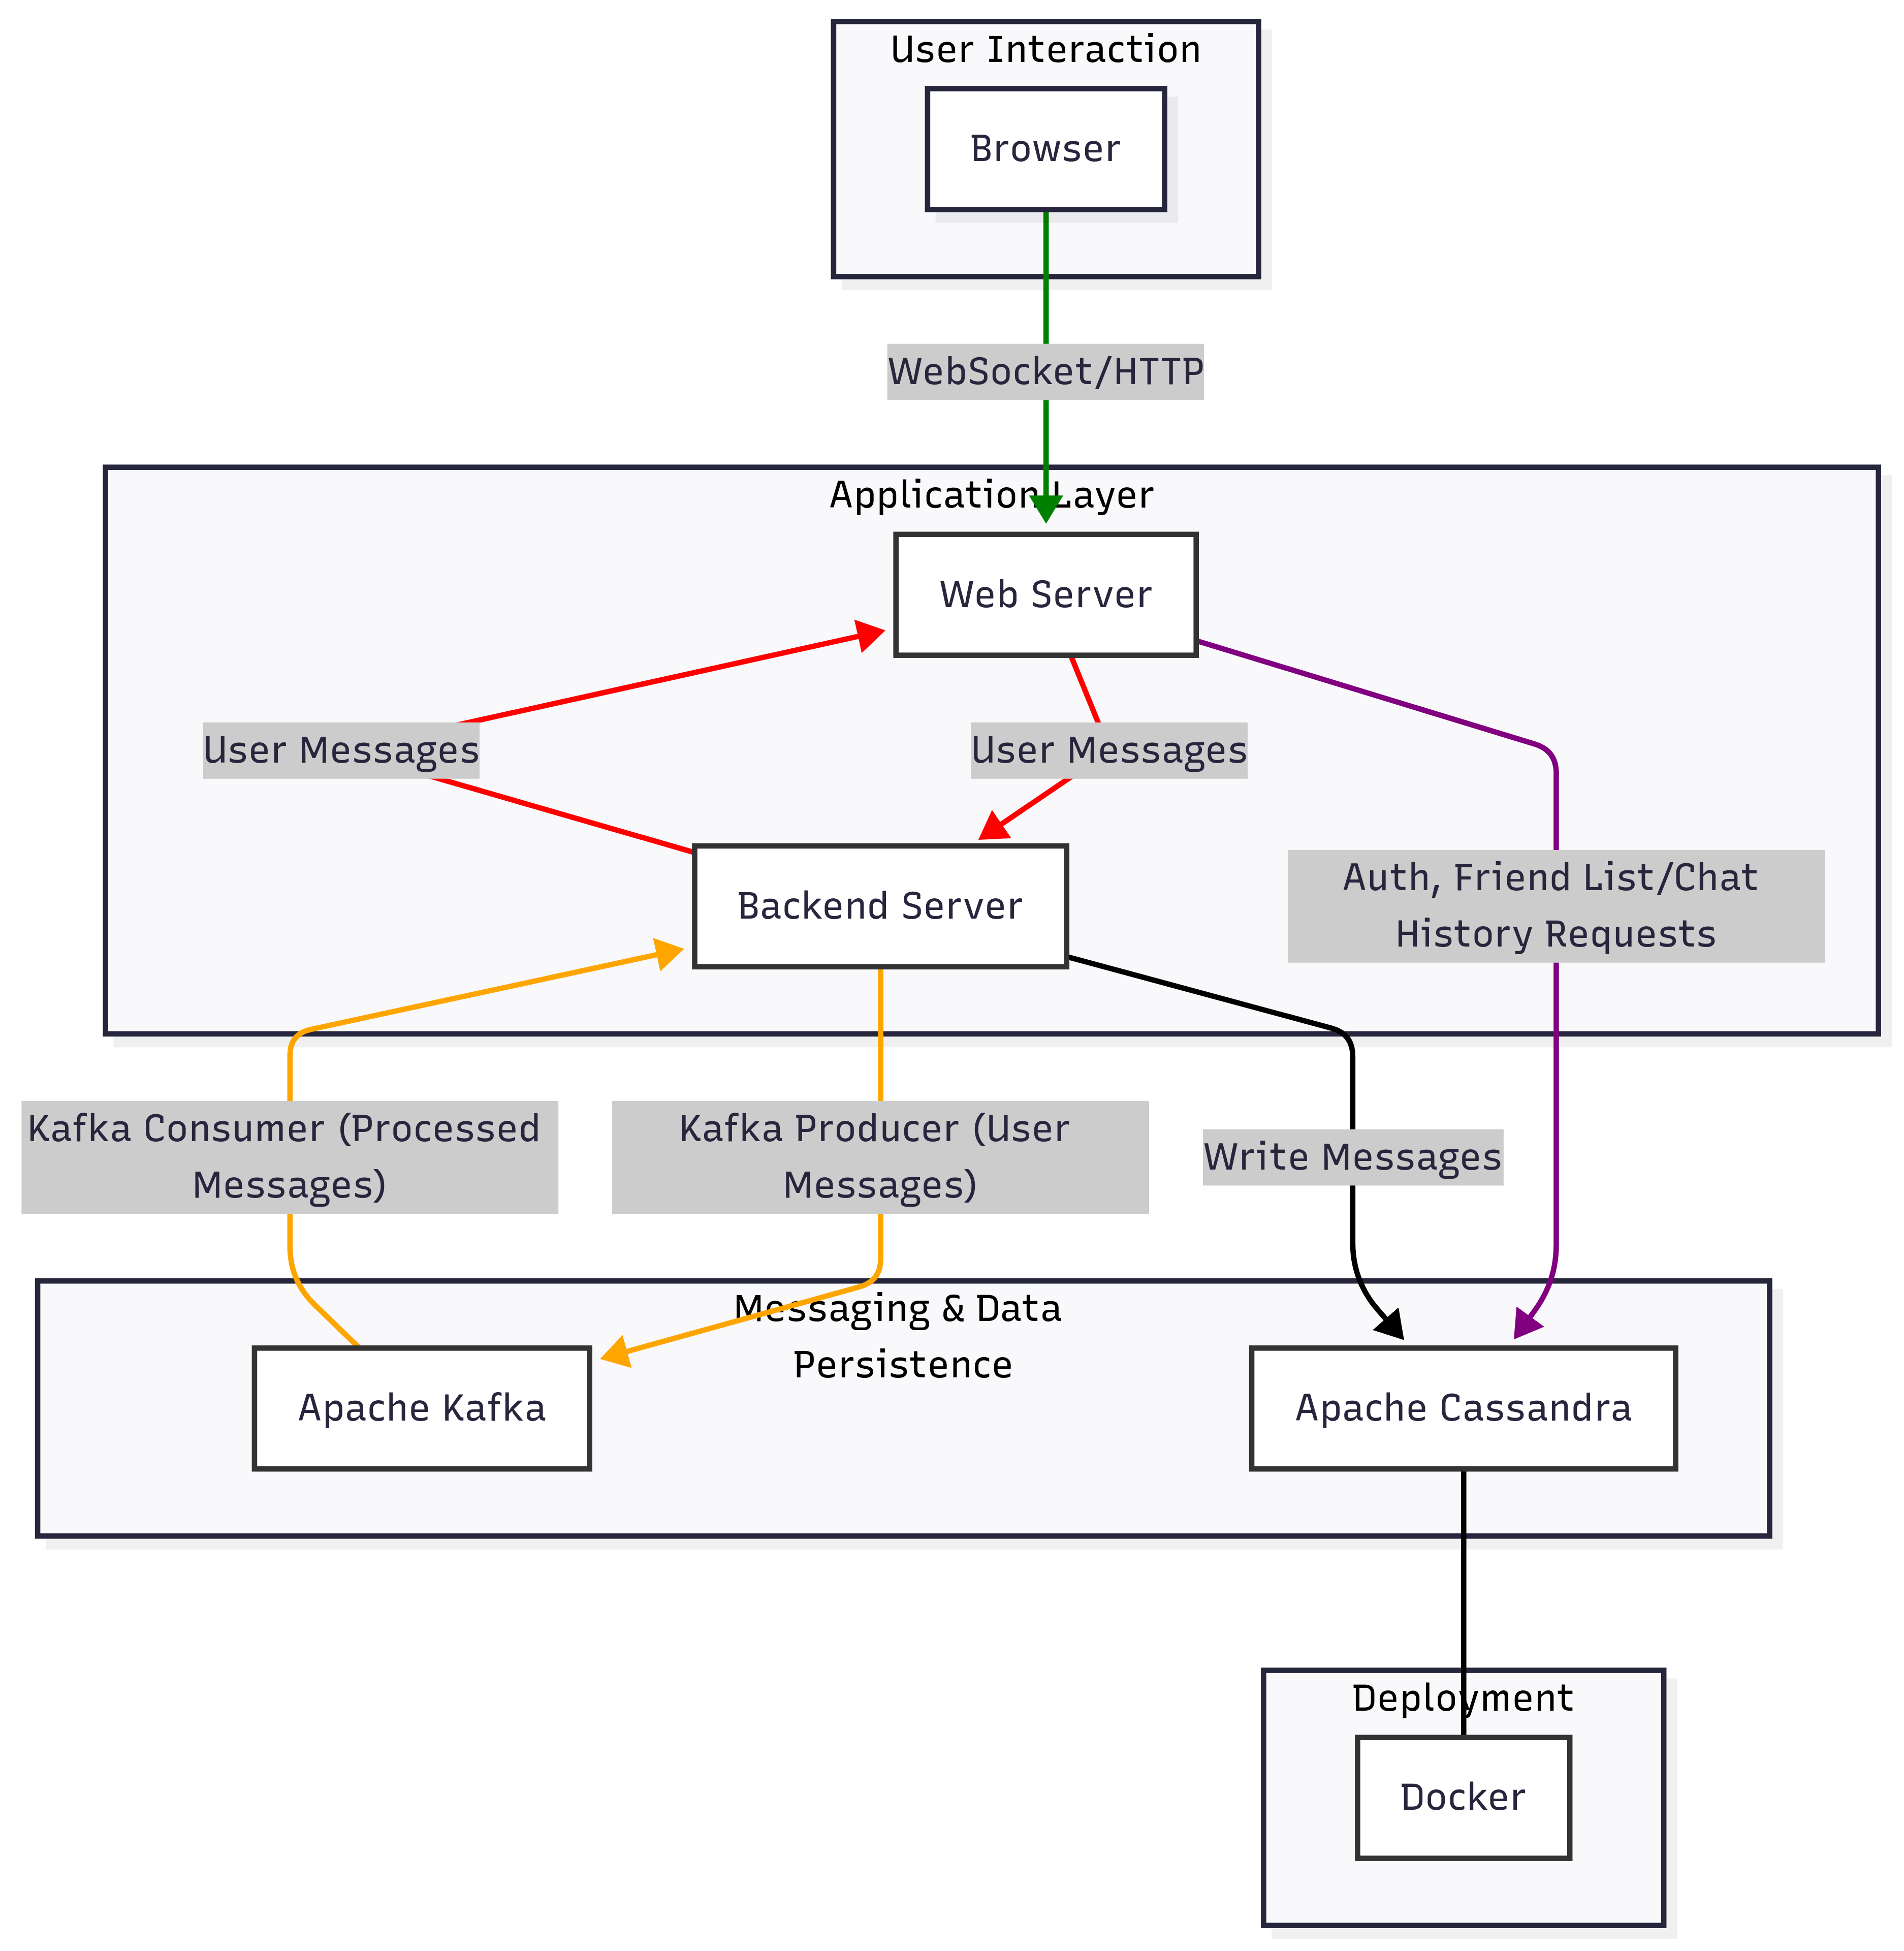 User Interaction
Browser
WebSocket/HTTP
Application Layer
Web Server
User Messages
User Messages
Auth, Friend List/Chat
History Requests
Backend Server
Kafka Consumer (Processed
Messages)
Kafka Producer (User
Messages)
Write Messages
Messaging & Data
Persistence
Apache Kafka
Apache Cassandra
Deployment
Docker